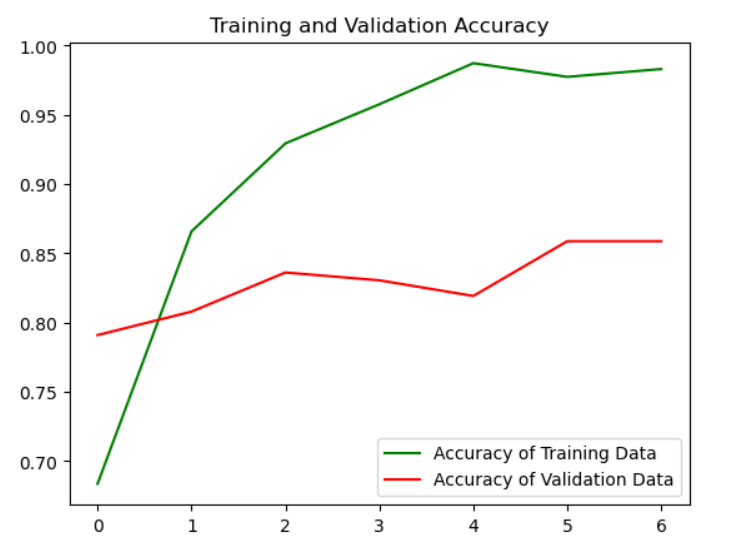 Training and Validation Accuracy
1.00
0.95
0.90
0.85
0.80
0.75
0.70
Accuracy of Training Data
Accuracy of Validation Data
0 1 2 3 4 5 6